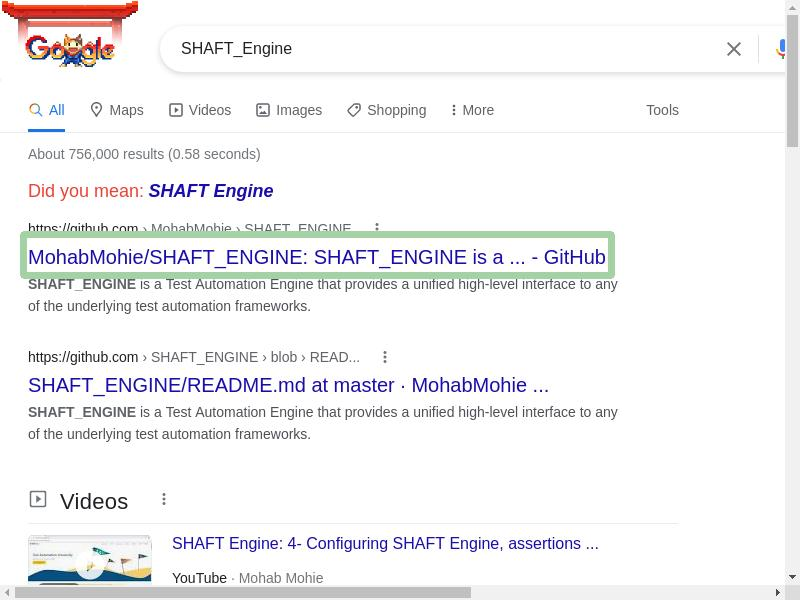 Google
SHAFT_Engine
All
Maps
Videos
Images
Shopping
More
Tools
About 756,000 results (0.58 seconds)
Did you mean: SHAFT Engine
https://github.com › MohabMohie › SHAFT_ENGINE
MohabMohie/SHAFT_ENGINE: SHAFT_ENGINE is a ... - GitHub
SHAFT_ENGINE is a Test Automation Engine that provides a unified high-level interface to any
of the underlying test automation frameworks.
https://github.com › SHAFT_ENGINE › blob › READ...
SHAFT_ENGINE/README.md at master · MohabMohie ...
SHAFT_ENGINE is a Test Automation Engine that provides a unified high-level interface to any
of the underlying test automation frameworks.
Videos
SHAFT Engine: 4- Configuring SHAFT Engine, assertions ...
YouTube · Mohab Mohie